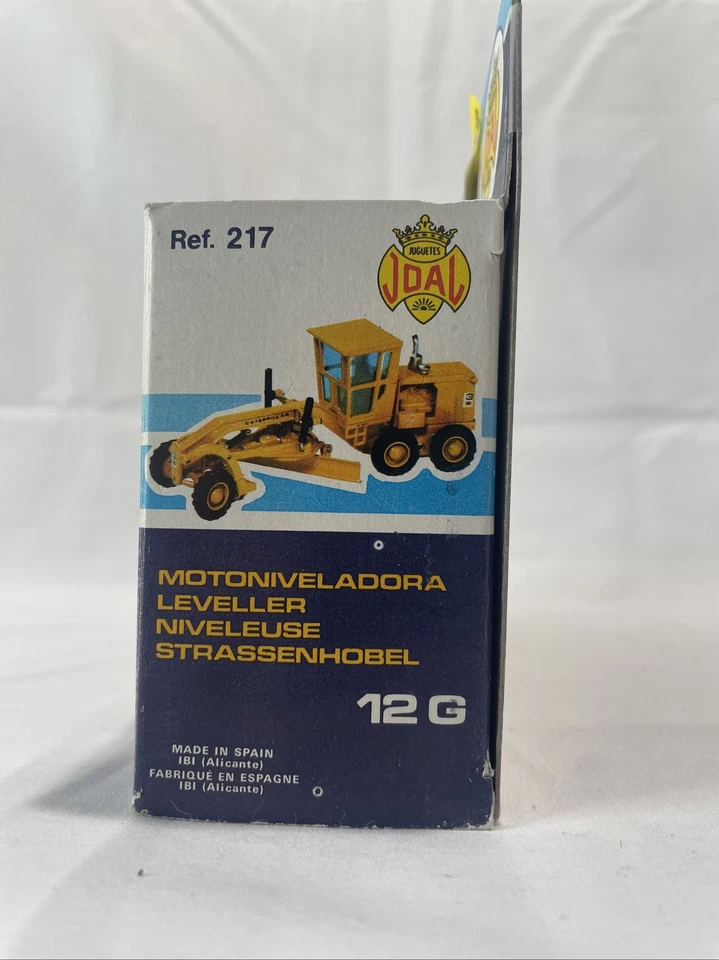 Ref. 217
JUGUETES
JOAL
CATERPILLAR
MOTONIVELADORA
LEVELLER
NIVELEUSE
STRASSENHOBEL
12 G
MADE IN SPAIN
IBI (Alicante)
FABRIQUÉ EN ESPAGNE
IBI (Alicante)